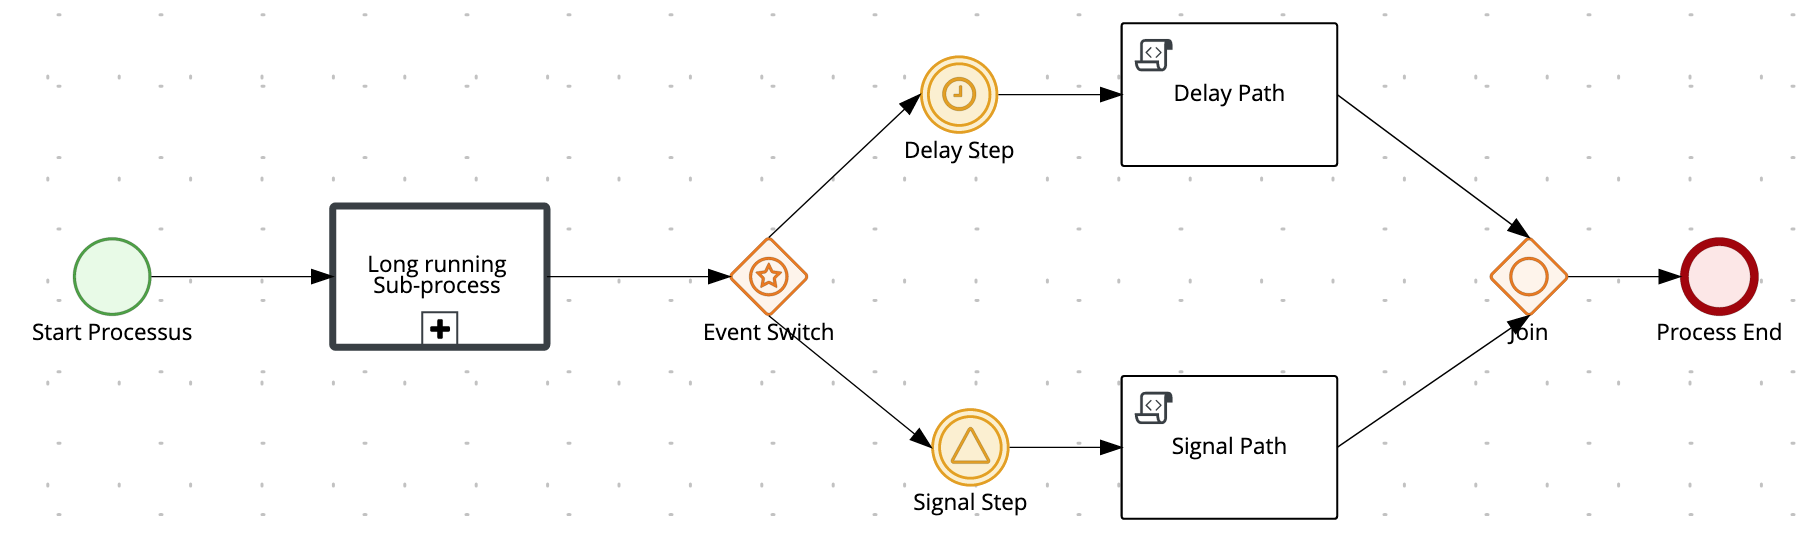 Delay Path
Delay Step
Long running
Sub-process
Start Processus
Event Switch
Join
Process End
Signal Path
Signal Step